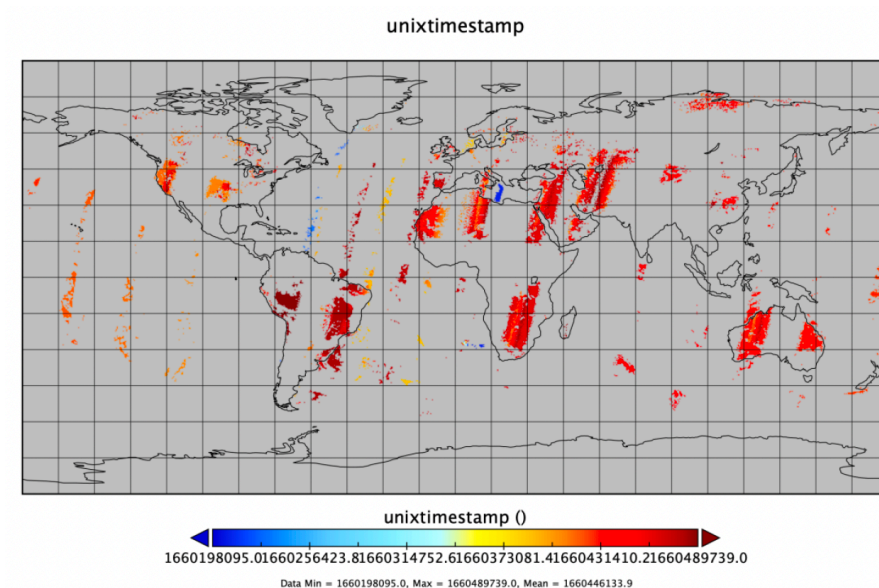 unixtimestamp
unixtimestamp ()
1660198095.01660256423.81660314752.61660373081.41660431410.21660489739.0
Data Min = 1660198095.0, Max = 1660489739.0, Mean = 1660446133.9